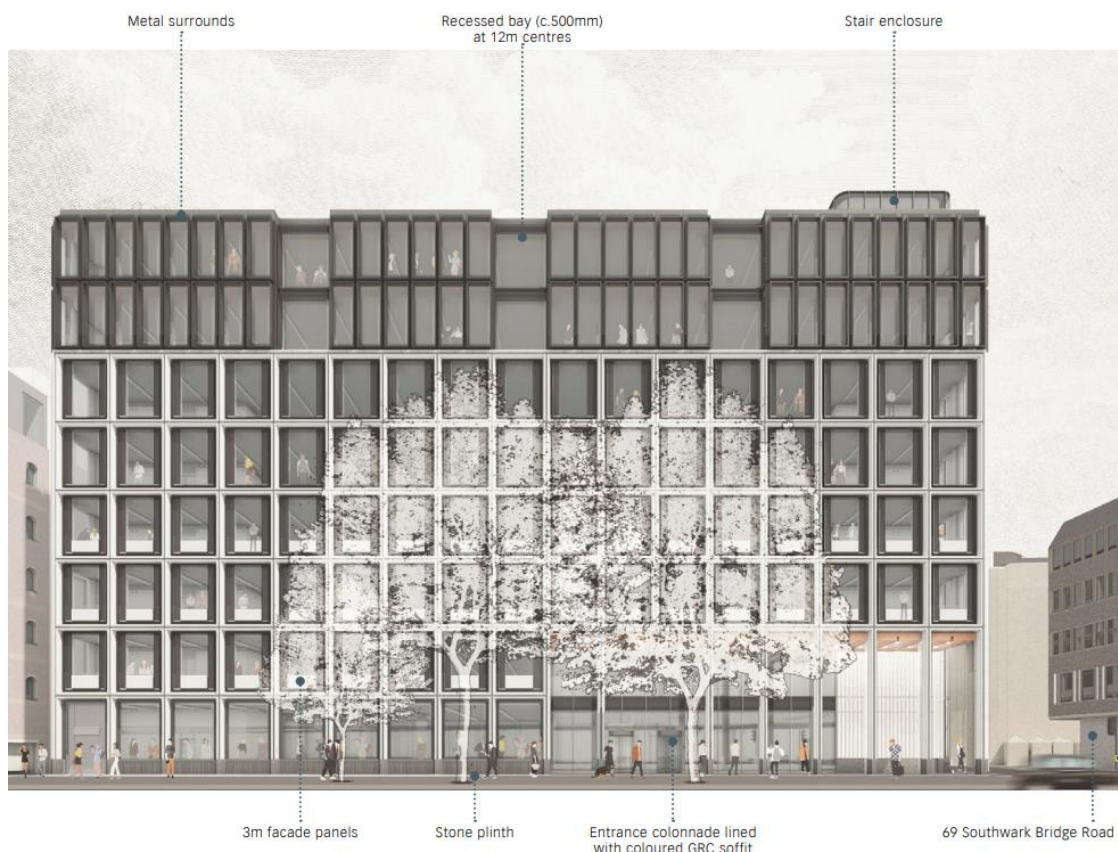 Metal surrounds
Recessed bay (c.500mm)
at 12m centres
Stair enclosure
3m facade panels
Stone plinth
Entrance colonnade lined
with coloured GRC soffit
69 Southwark Bridge Road